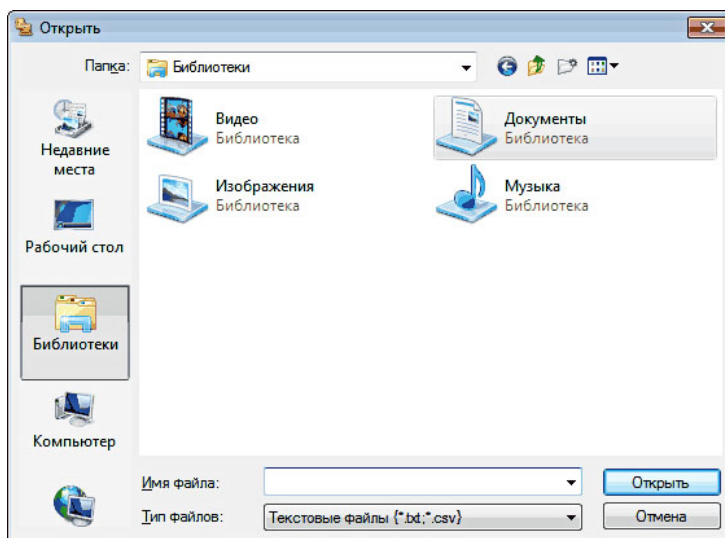 Открыть
Папка:
Библиотеки
Недавние
места
Рабочий стол
Библиотеки
Компьютер
Видео
Библиотека
Документы
Библиотека
Изображения
Библиотека
Музыка
Библиотека
Имя файла:
Открыть
Тип файлов:
Текстовые файлы {*.txt;*.csv}
Отмена